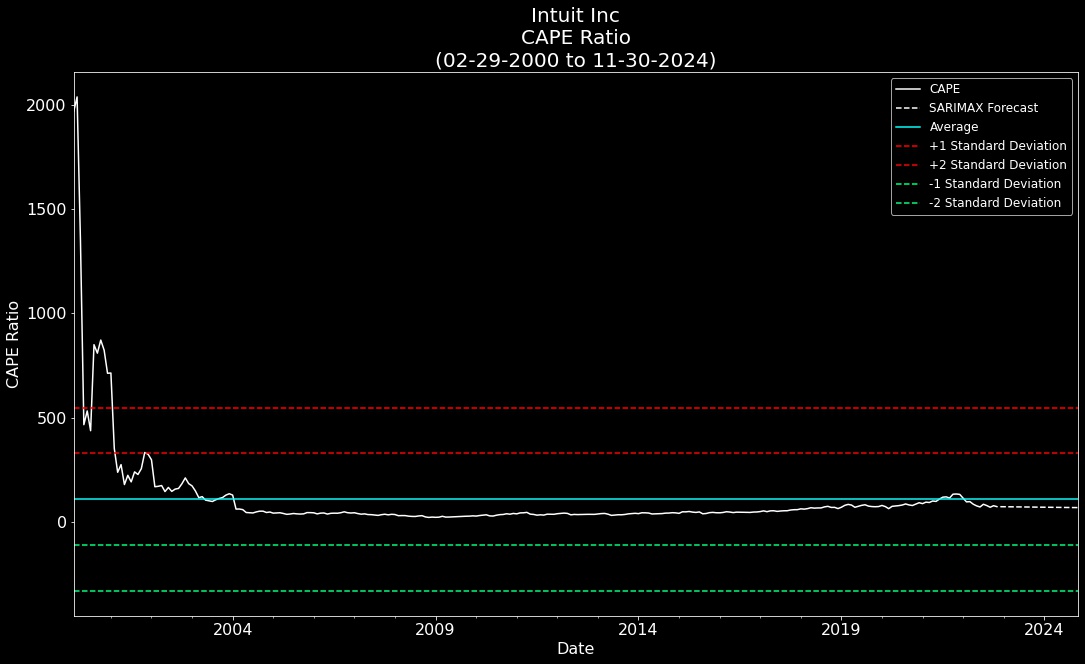 Intuit Inc
CAPE Ratio
(02-29-2000 to 11-30-2024)
CAPE
SARIMAX Forecast
Average
+1 Standard Deviation
+2 Standard Deviation
-1 Standard Deviation
-2 Standard Deviation
CAPE Ratio
2000
1500
1000
500
0
2004
2009
2014
2019
2024
Date